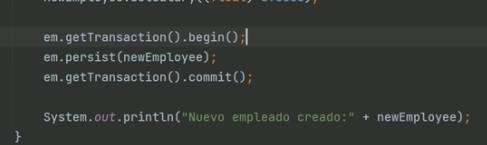 em.getTransaction().begin();
em.persist(newEmployee);
em.getTransaction().commit();
System.out.println("Nuevo empleado creado:" + newEmployee);
}